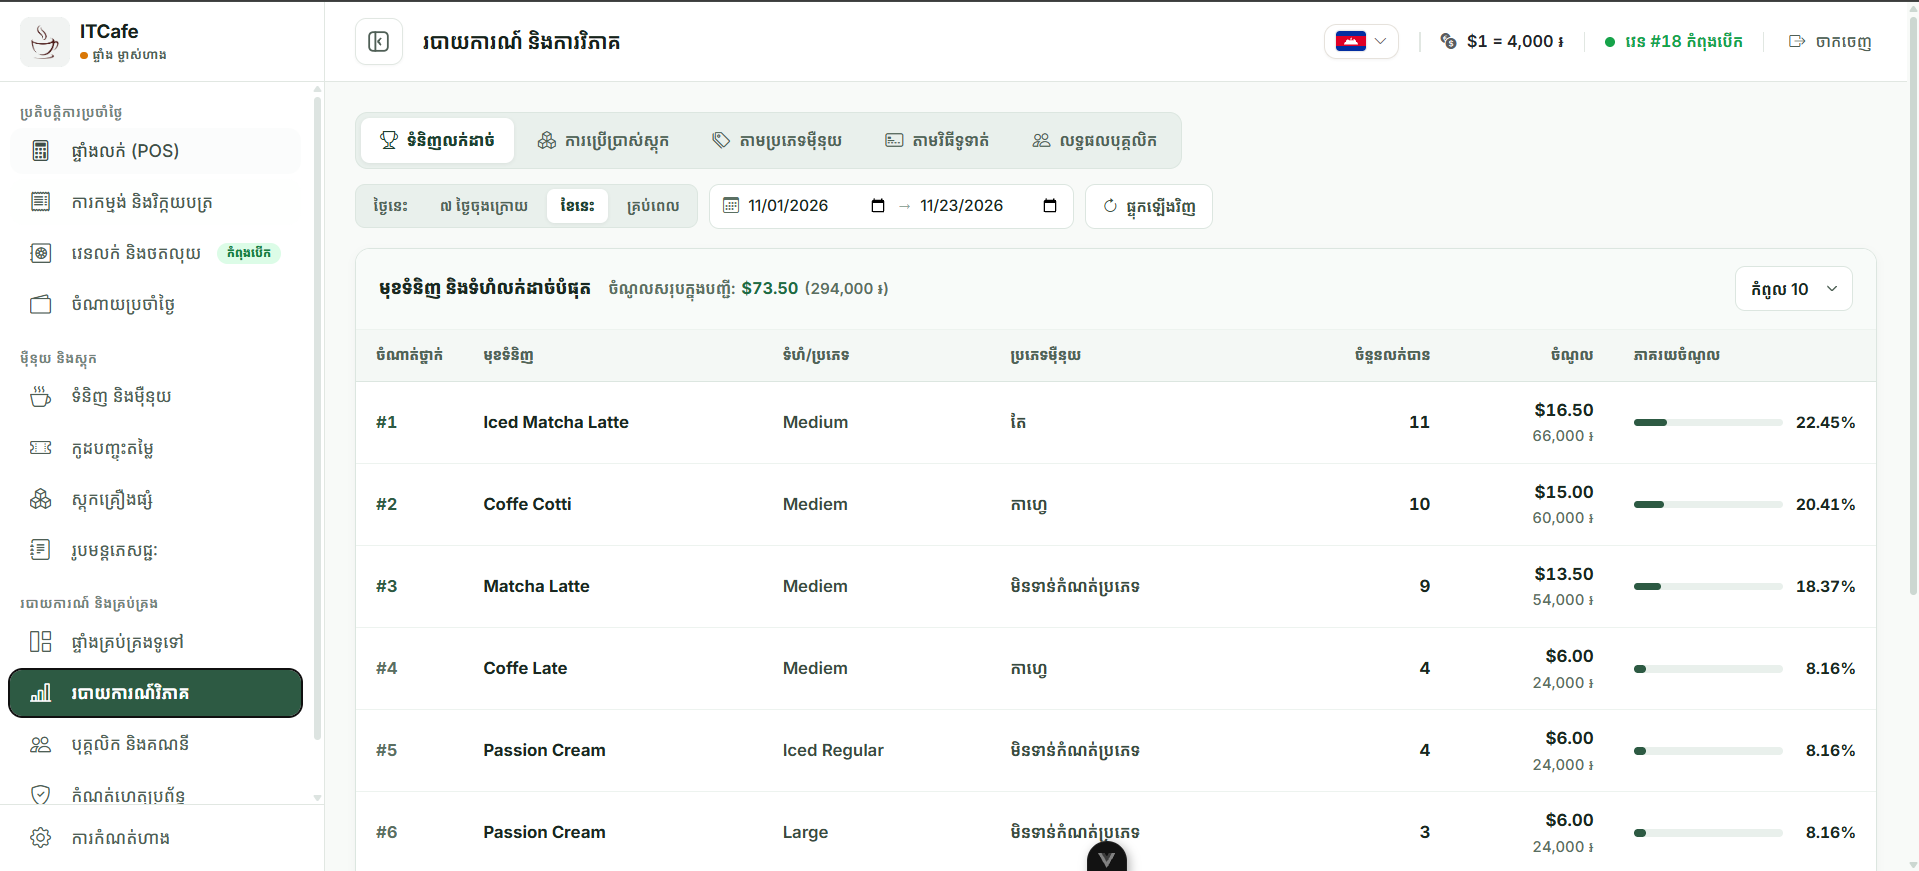 ITCafe
ផ្ទាំង ម្ចាស់ហាង
របាយការណ៍ និងការវិភាគ
$1 = 4,000 ៛
វេន #18 កំពុងបើក
ចាកចេញ
ប្រតិបត្តិការប្រចាំថ្ងៃ
ផ្ទាំងលក់ (POS)
ការកម្មង់ និងវិក្កយបត្រ
វេនលក់ និងថតលុយ កំពុងបើក
ចំណាយប្រចាំថ្ងៃ
ម៉ឺនុយ និងស្តុក
ទំនិញ និងម៉ឺនុយ
កូដបញ្ចុះតម្លៃ
ស្តុកគ្រឿងផ្សំ
រូបមន្តភេសជ្ជៈ
របាយការណ៍ និងគ្រប់គ្រង
ផ្ទាំងគ្រប់គ្រងទូទៅ
របាយការណ៍វិភាគ
បុគ្គលិក និងគណនី
កំណត់ហេតុប្រព័ន្ធ
ការកំណត់ហាង
ទំនិញលក់ដាច់ ការប្រើប្រាស់ស្តុក តាមប្រភេទម៉ឺនុយ តាមវិធីទូទាត់ លទ្ធផលបុគ្គលិក
ថ្ងៃនេះ ៧ ថ្ងៃចុងក្រោយ ខែនេះ គ្រប់ពេល 11/01/2026 → 11/23/2026 ផ្ទុកឡើងវិញ
មុខទំនិញ និងទំហំលក់ដាច់បំផុត ចំណូលសរុបក្នុងបញ្ជី: $73.50 (294,000 ៛) កំពូល 10
ចំណាត់ថ្នាក់ មុខទំនិញ ទំហំ/ប្រភេទ ប្រភេទម៉ឺនុយ ចំនួនលក់បាន ចំណូល ភាគរយចំណូល
#1 Iced Matcha Latte Medium តែ 11 $16.50 22.45%
66,000 ៛
#2 Coffe Cotti Mediem កាហ្វេ 10 $15.00 20.41%
60,000 ៛
#3 Matcha Latte Mediem មិនទាន់កំណត់ប្រភេទ 9 $13.50 18.37%
54,000 ៛
#4 Coffe Late Mediem កាហ្វេ 4 $6.00 8.16%
24,000 ៛
#5 Passion Cream Iced Regular មិនទាន់កំណត់ប្រភេទ 4 $6.00 8.16%
24,000 ៛
#6 Passion Cream Large មិនទាន់កំណត់ប្រភេទ 3 $6.00 8.16%
24,000 ៛